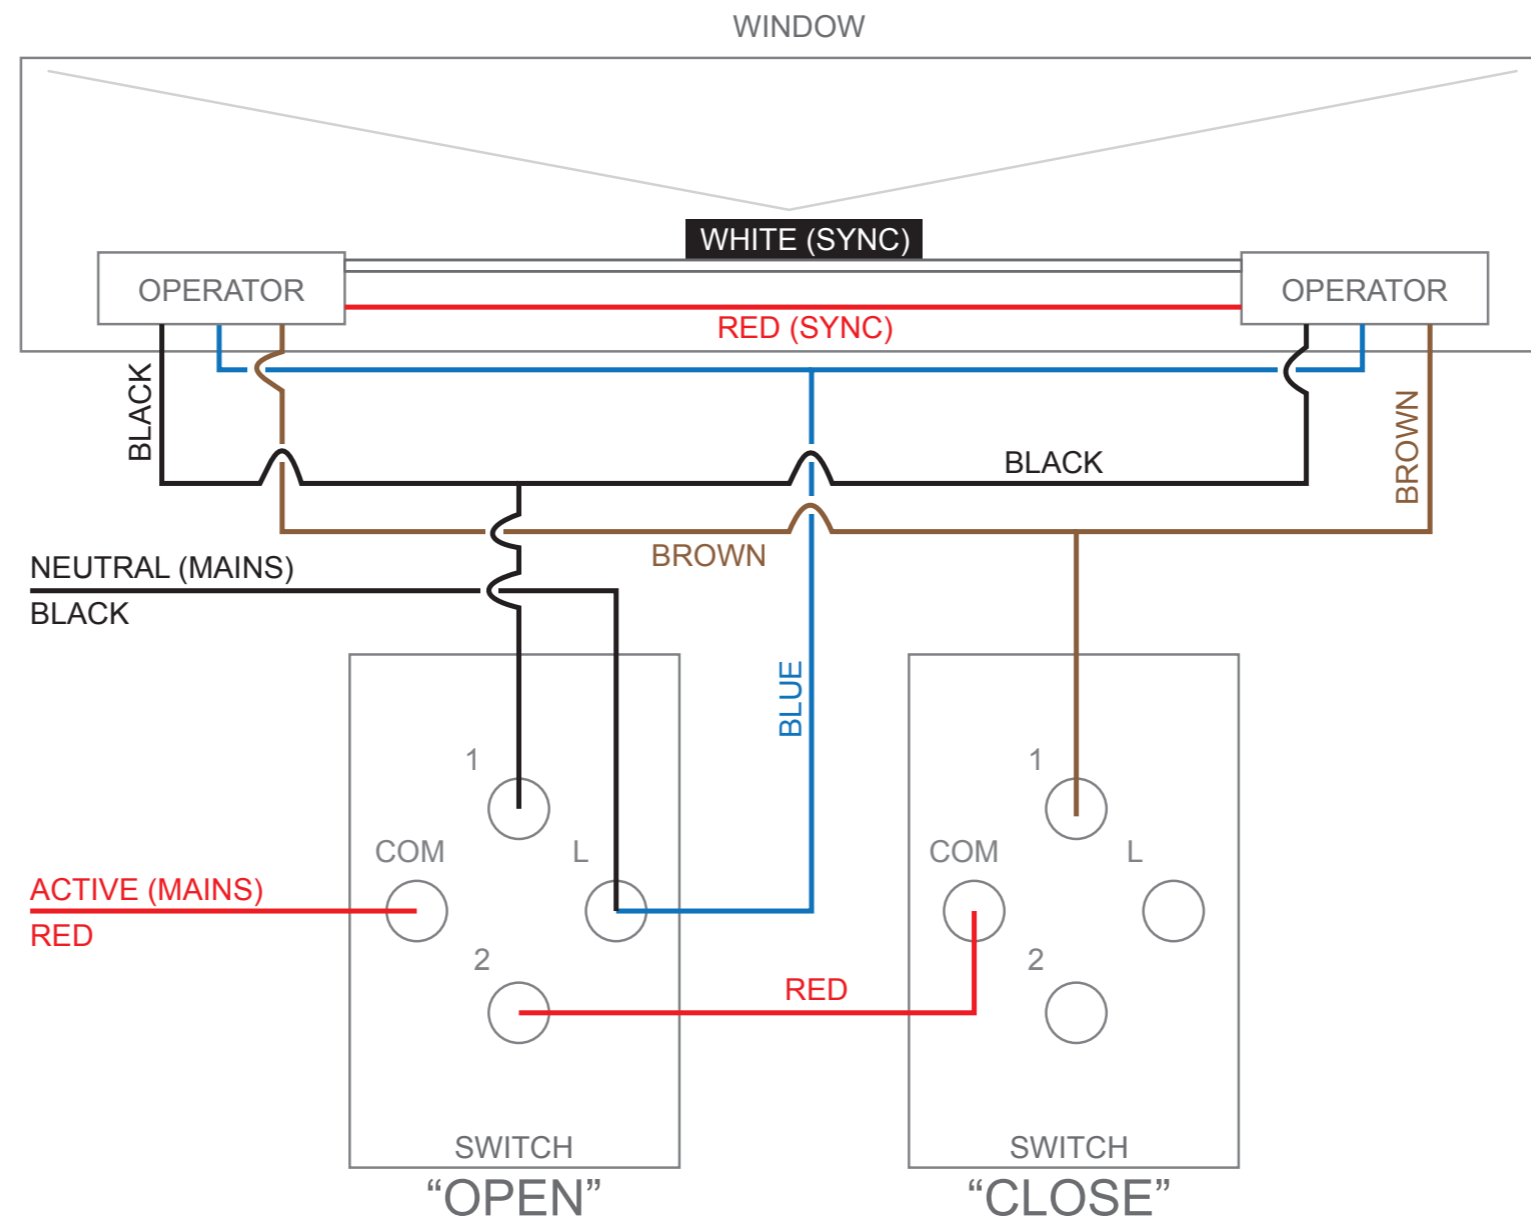 WINDOW
WHITE (SYNC)
OPERATOR
OPERATOR
RED (SYNC)
BLACK
BLACK
BROWN
BROWN
NEUTRAL (MAINS)
BLACK
BLUE
1
1
COM
L
COM
L
ACTIVE (MAINS)
RED
2
2
RED
SWITCH
SWITCH
“OPEN”
“CLOSE”